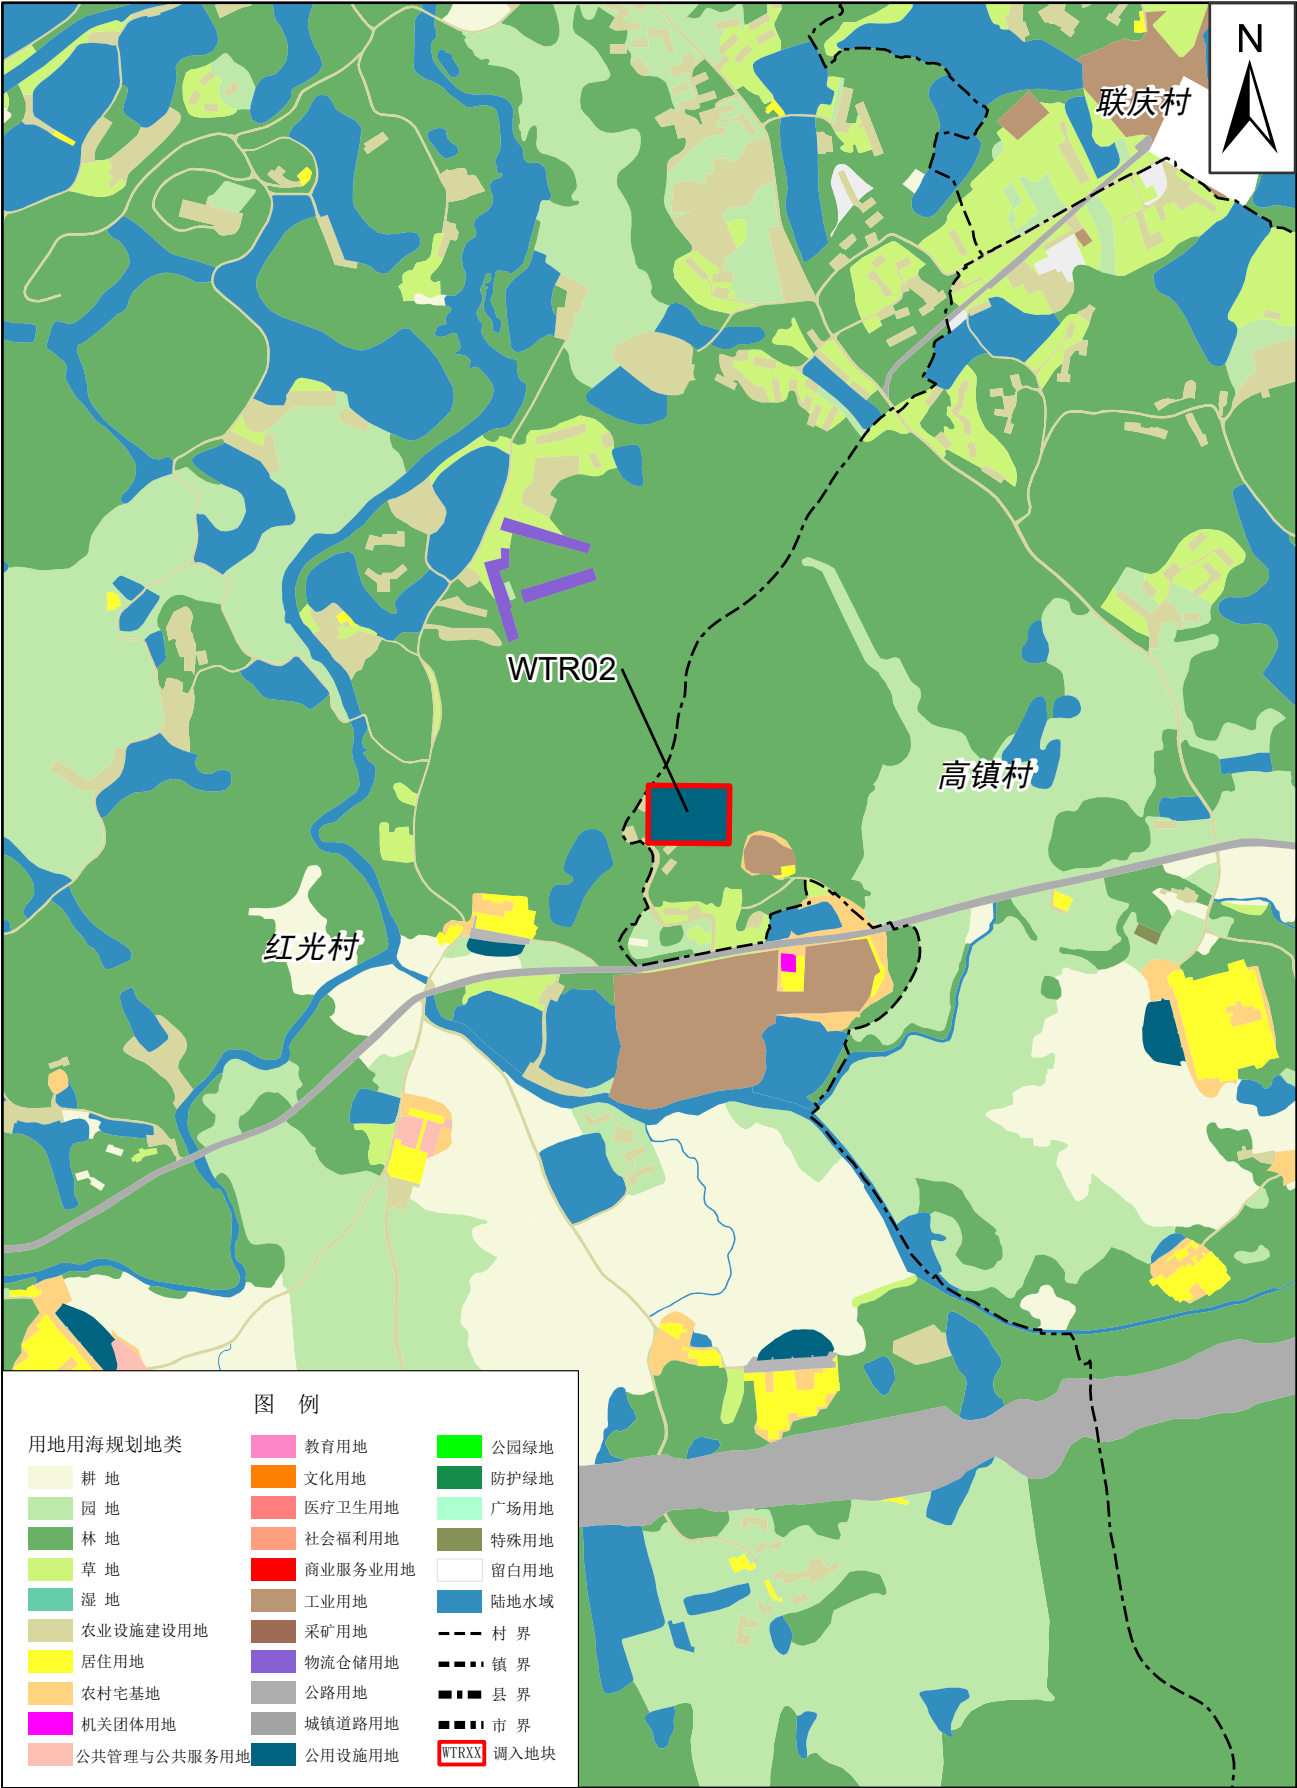 N
联庆村
WTR02
高镇村
红光村
图 例
用地用海规划地类
耕 地
园 地
林 地
草 地
湿 地
农业设施建设用地
居住用地
农村宅基地
机关团体用地
公共管理与公共服务用地
教育用地
文化用地
医疗卫生用地
社会福利用地
商业服务业用地
工业用地
采矿用地
物流仓储用地
公路用地
城镇道路用地
公用设施用地
公园绿地
防护绿地
广场用地
特殊用地
留白用地
陆地水域
村 界
镇 界
县 界
市 界
WTRXX 调入地块